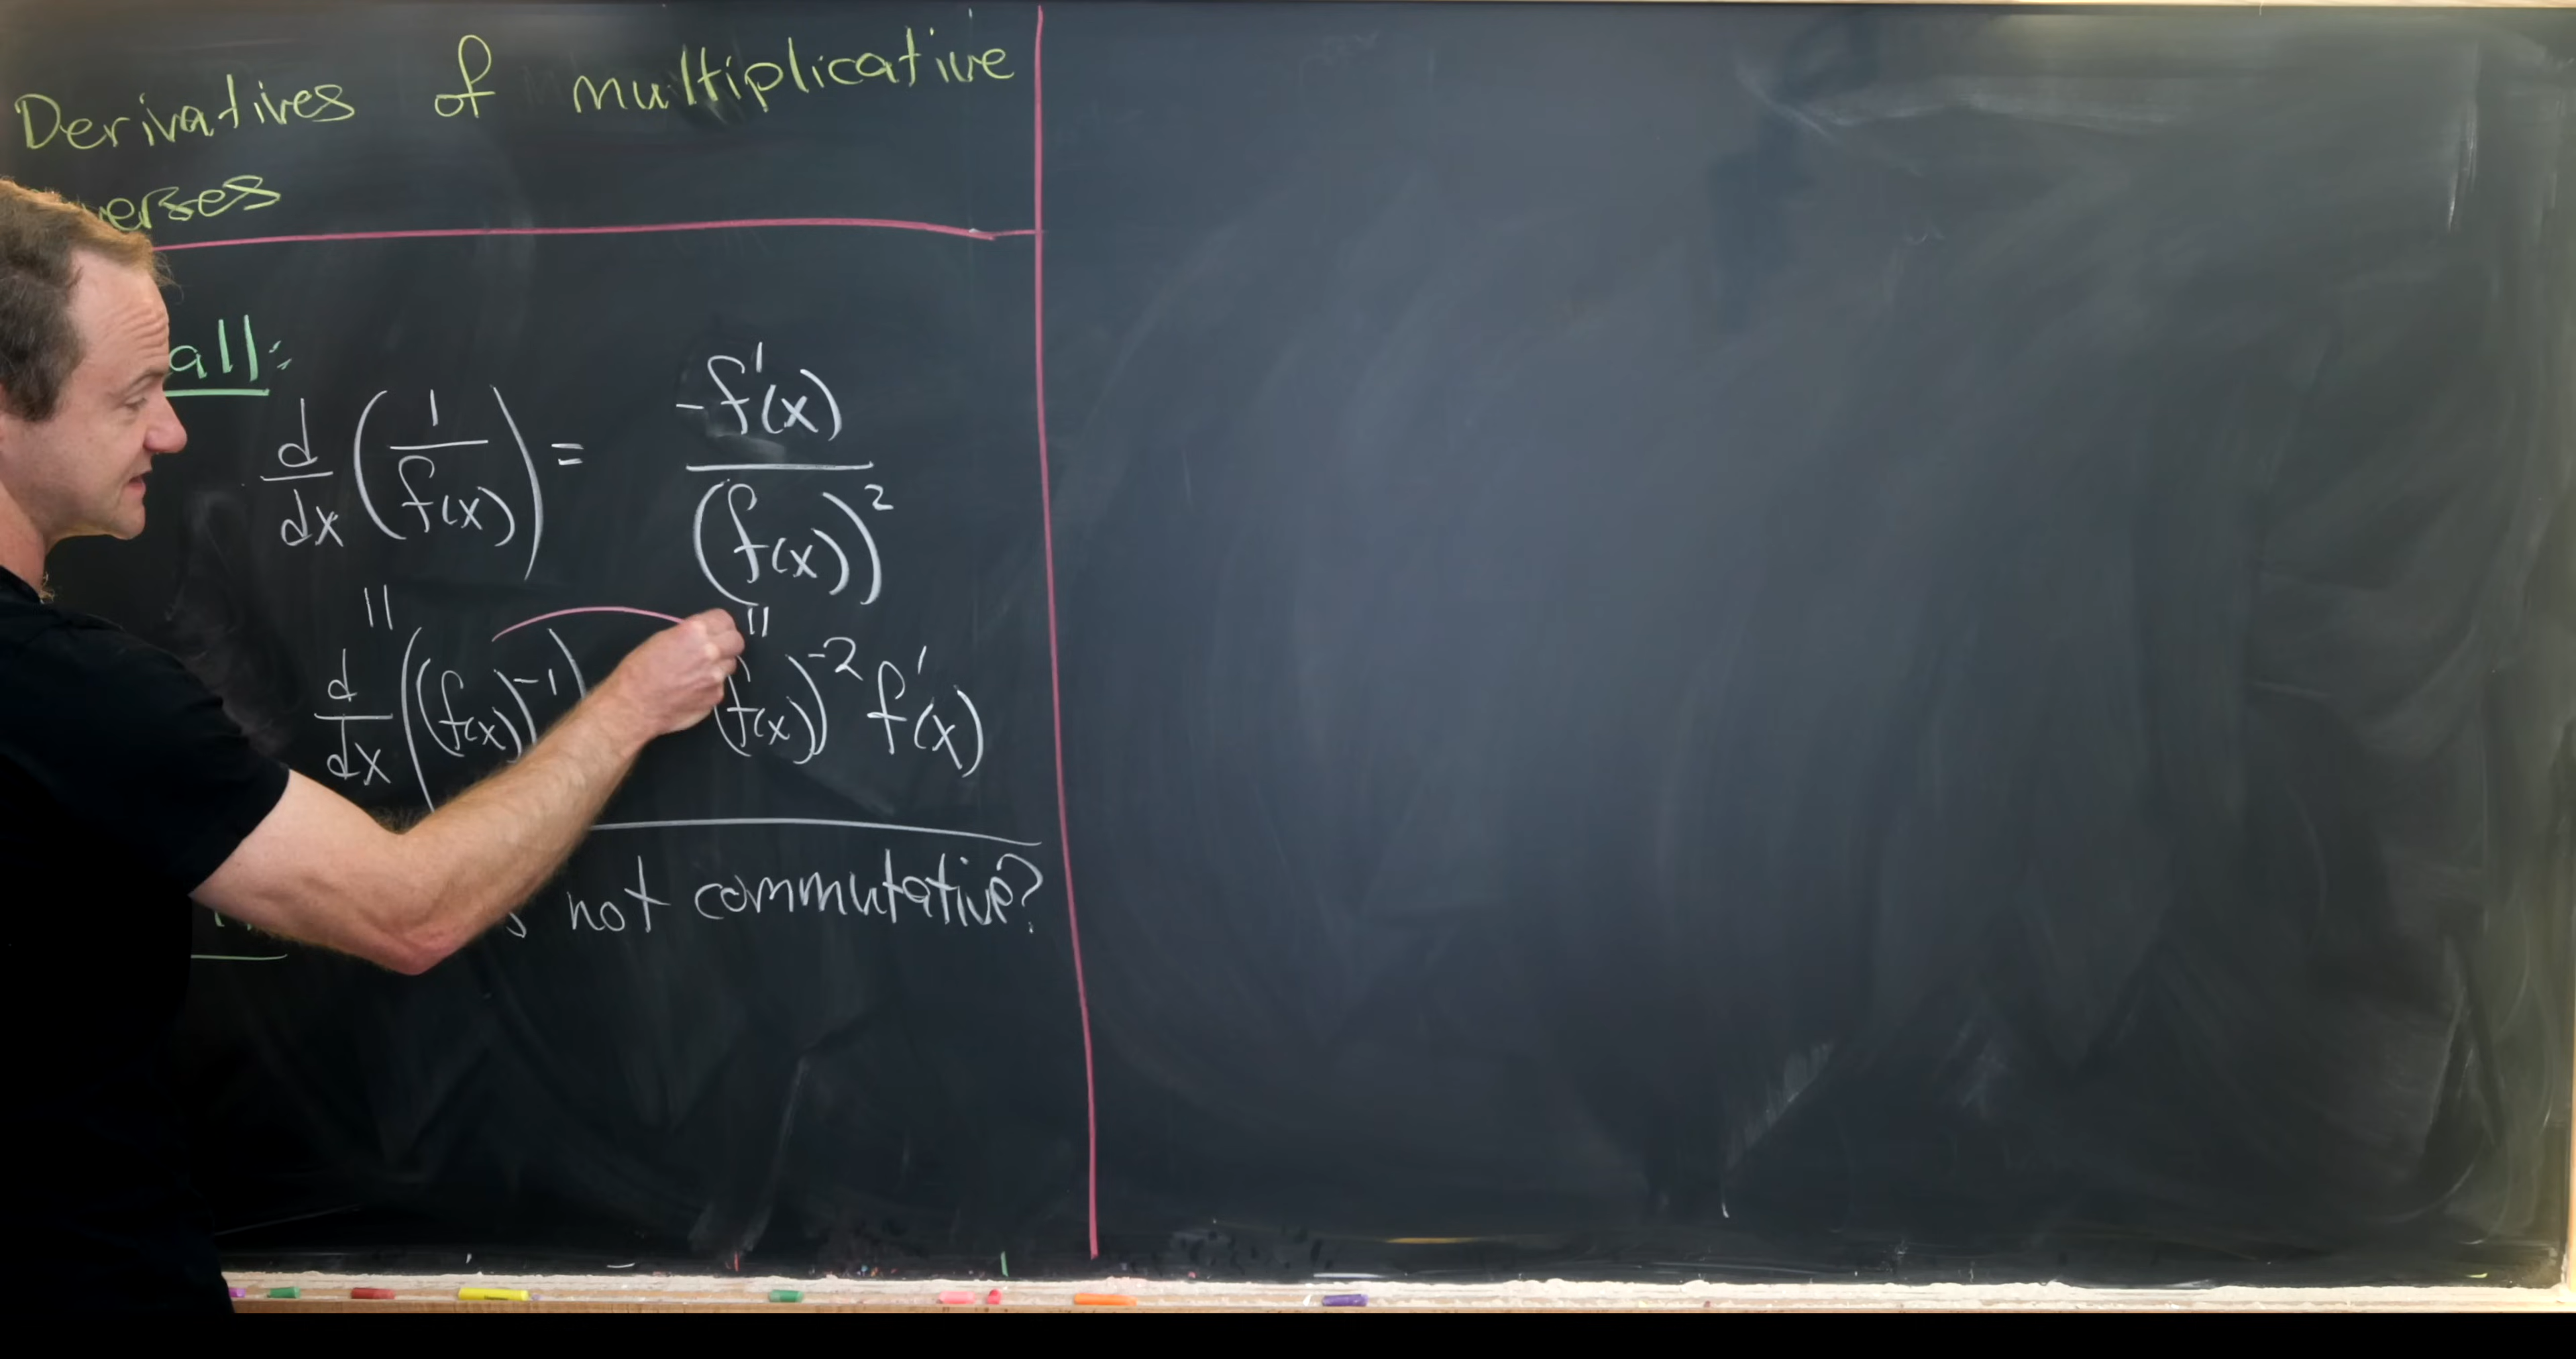 Derivatives of multiplicative
erses
all:
d/dx (1/f(x)) = -f'(x)/(f(x))²
|| ||
d/dx ((f(x))⁻¹) (f(x))⁻² f'(x)
not commutative?